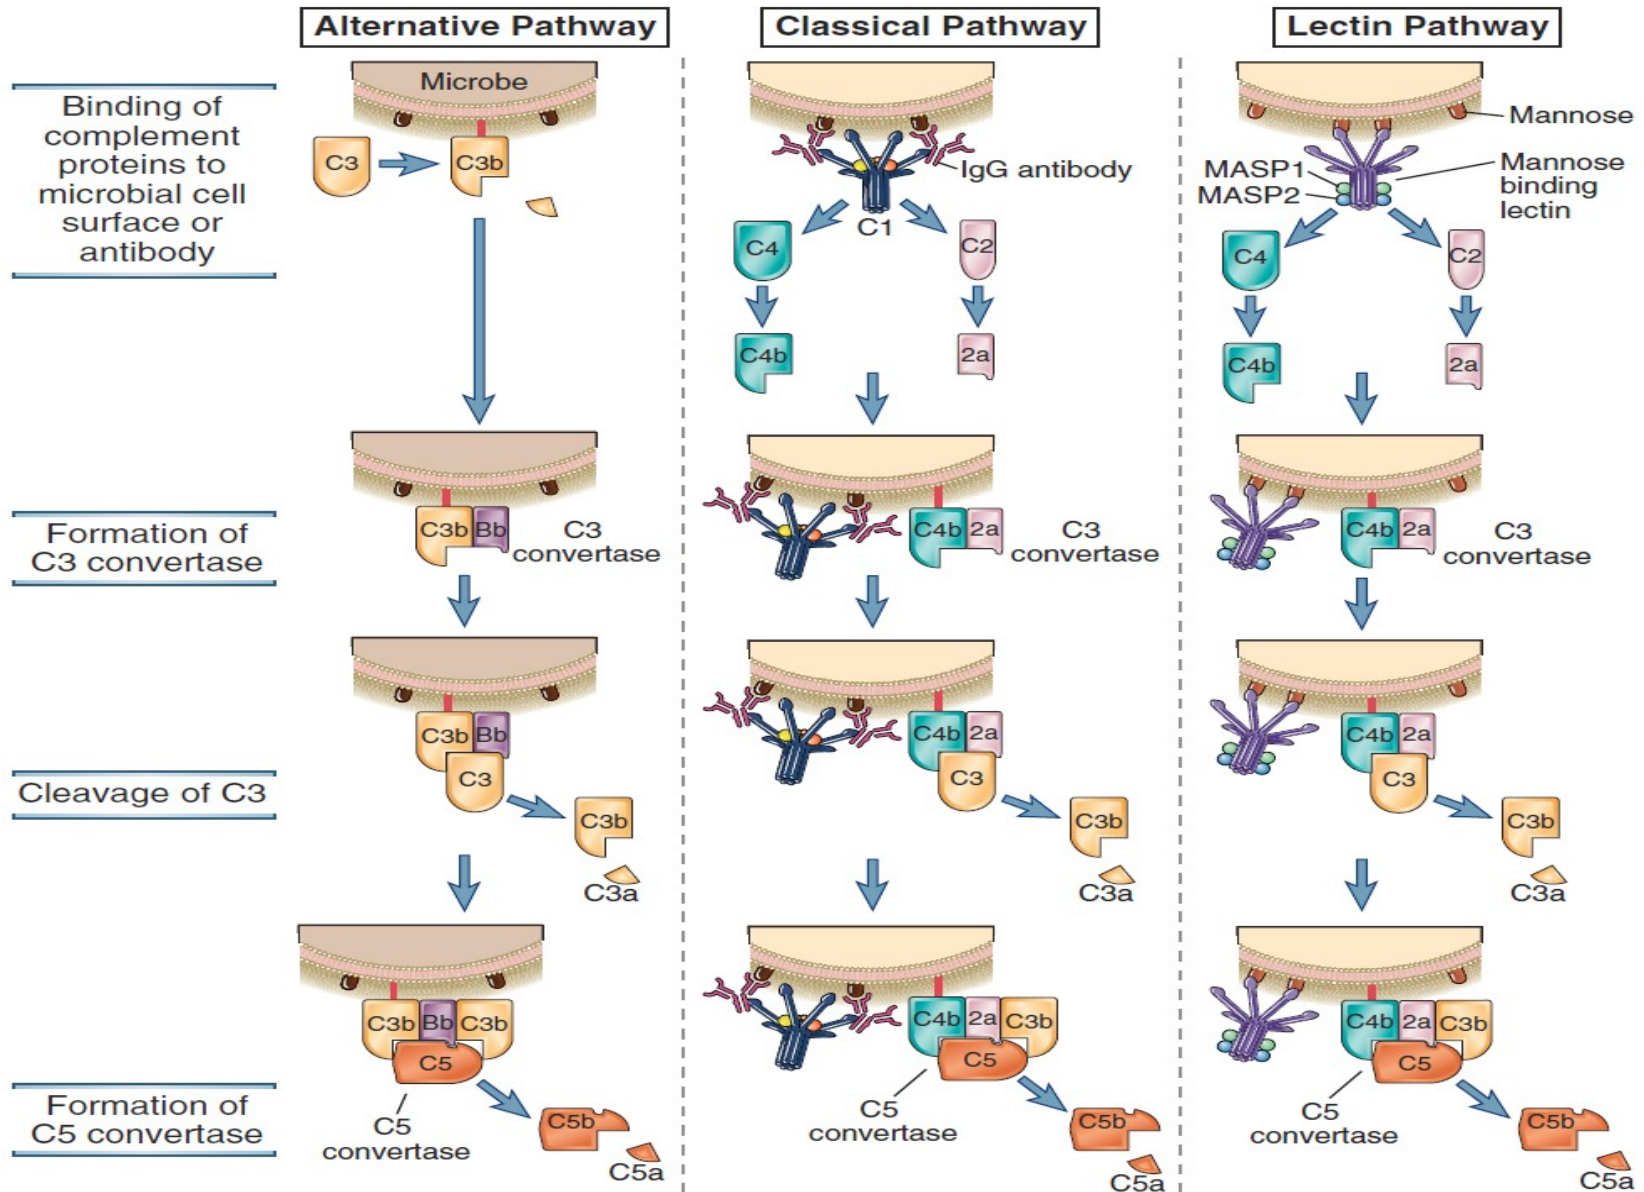 Alternative Pathway
Classical Pathway
Lectin Pathway
Binding of
complement
proteins to
microbial cell
surface or
antibody
Microbe
C3
C3b
IgG antibody
C1
C4
C2
C4b
2a
Mannose
MASP1
MASP2
Mannose
binding
lectin
C4
C2
C4b
2a
Formation of
C3 convertase
C3b
Bb
C3
convertase
C4b
2a
C3
convertase
C4b
2a
C3
convertase
Cleavage of C3
C3b
Bb
C3
C3b
C3a
C4b
2a
C3
C3b
C3a
C4b
2a
C3
C3b
C3a
Formation of
C5 convertase
C3b
Bb
C3b
C5
C5
convertase
C5b
C5a
C4b
2a
C3b
C5
C5
convertase
C5b
C5a
C4b
2a
C3b
C5
C5
convertase
C5b
C5a